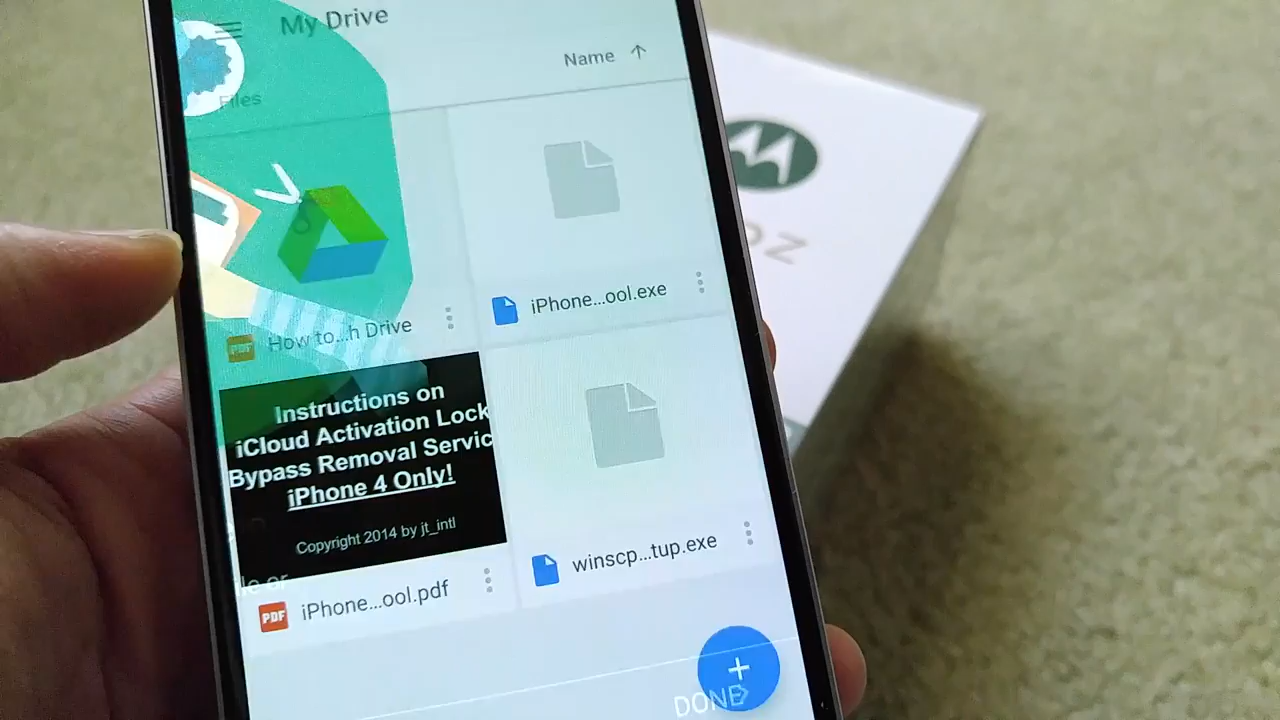 My Drive
Name
Files
How to...h Drive
iPhone...ool.exe
Instructions on
iCloud Activation Lock
Bypass Removal Servic
iPhone 4 Only!
Copyright 2014 by jt_intl
PDF
iPhone...ool.pdf
winscp...tup.exe
DONE